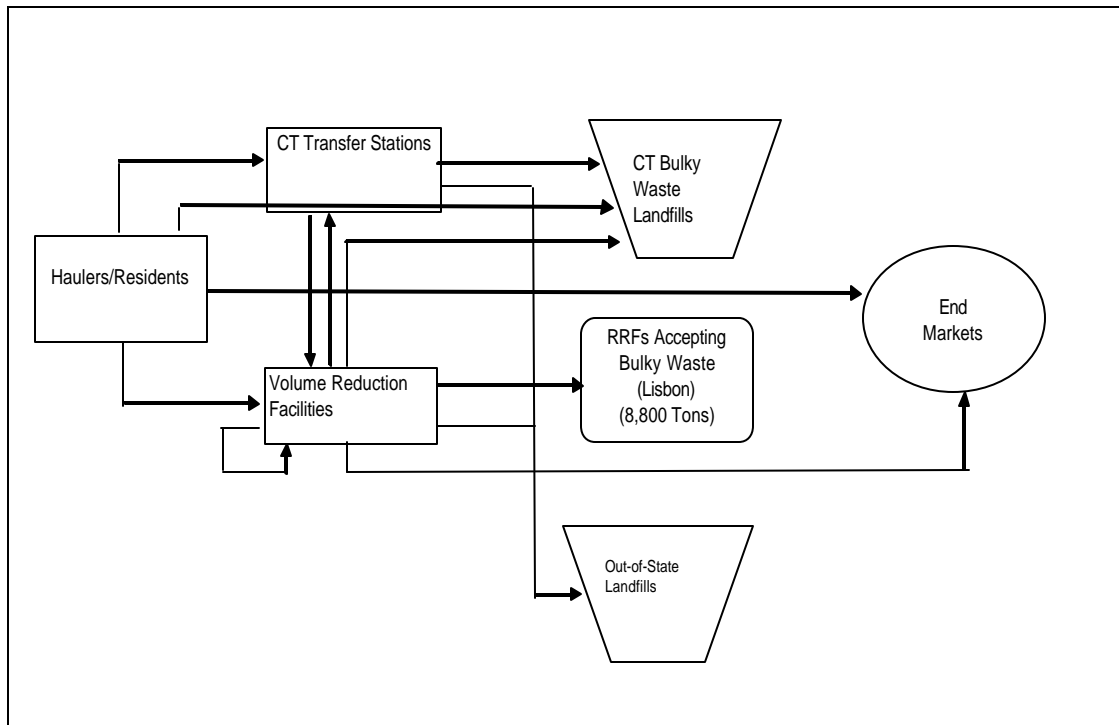 CT Transfer Stations
CT Bulky
Waste
Landfills
Haulers/Residents
End
Markets
RRFs Accepting
Bulky Waste
(Lisbon)
(8,800 Tons)
Volume Reduction
Facilities
Out-of-State
Landfills